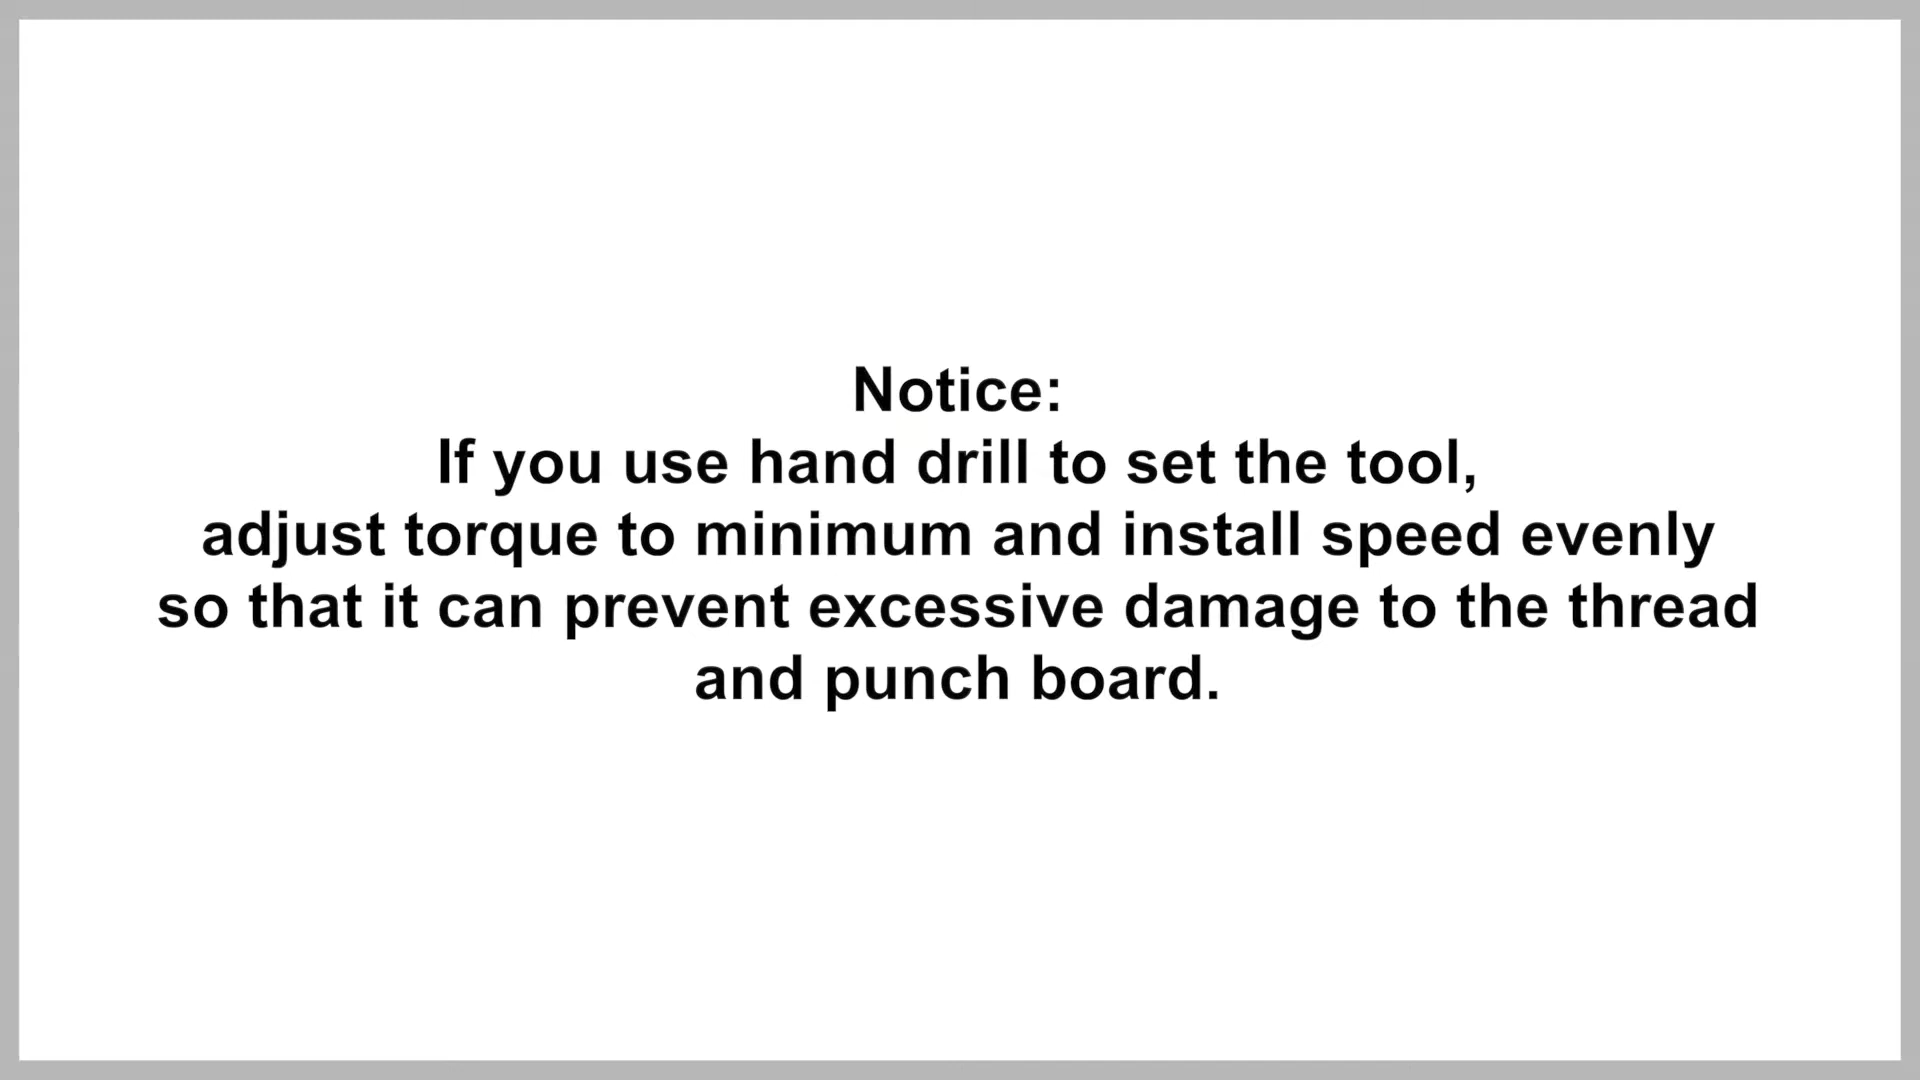 Notice:
If you use hand drill to set the tool,
adjust torque to minimum and install speed evenly
so that it can prevent excessive damage to the thread
and punch board.